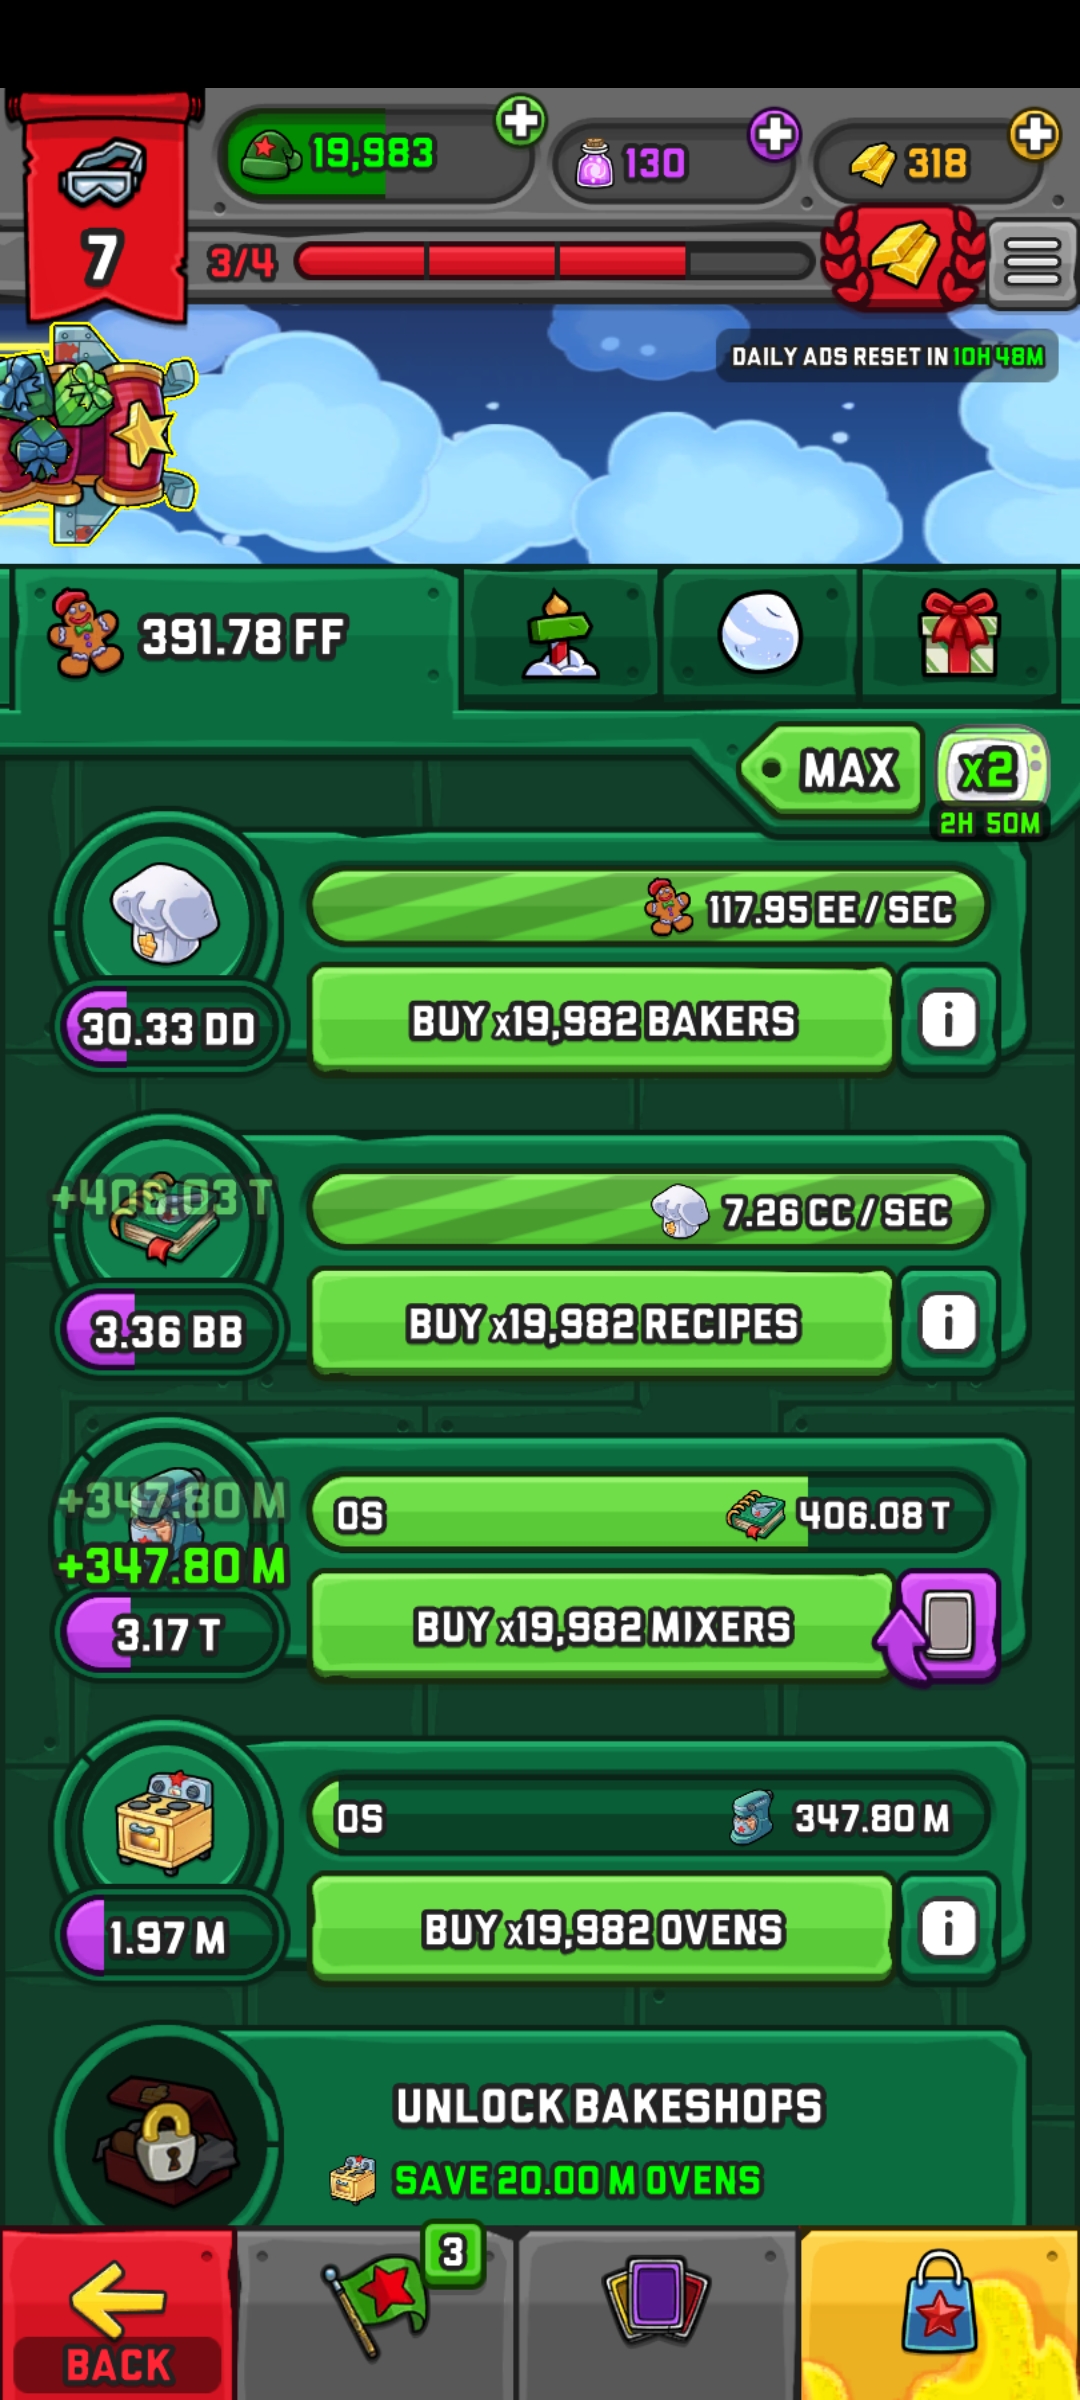 19,983
130
318
7
3/4
DAILY ADS RESET IN 10H 48M
391.78 FF
MAX
x2
2H 50M
117.95 EE / SEC
30.33 DD
BUY x19,982 BAKERS
i
+406.03 T
7.26 CC / SEC
3.36 BB
BUY x19,982 RECIPES
i
+347.80 M
0S
406.08 T
+347.80 M
3.17 T
BUY x19,982 MIXERS
0S
347.80 M
1.97 M
BUY x19,982 OVENS
i
UNLOCK BAKESHOPS
SAVE 20.00 M OVENS
3
BACK